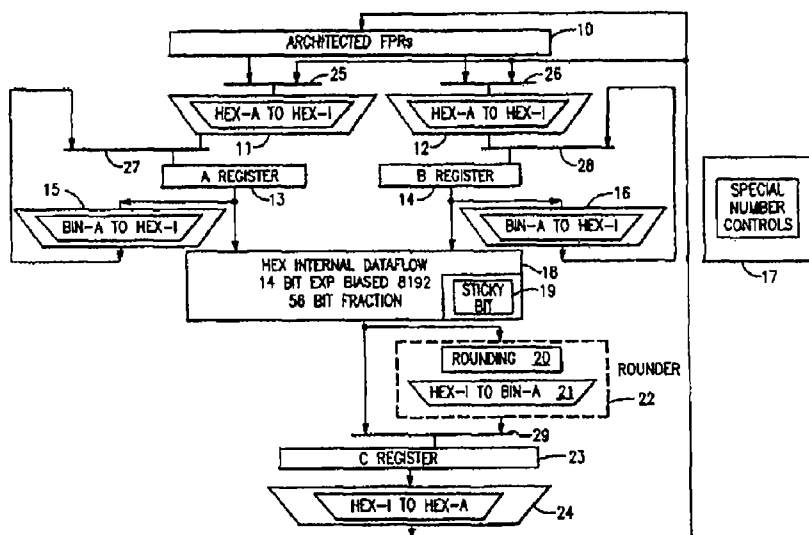 ARCHITECTED FPRs
10
25
26
HEX-A TO HEX-I
HEX-A TO HEX-I
11
12
27
28
A REGISTER
B REGISTER
13
14
15
16
BIN-A TO HEX-I
BIN-A TO HEX-I
SPECIAL
NUMBER
CONTROLS
17
HEX INTERNAL DATAFLOW
14 BIT EXP BIASED 8192
56 BIT FRACTION
18
STICKY
BIT
19
ROUNDING 20
ROUNDER
HEX-I TO BIN-A 21
22
29
C REGISTER
23
HEX-I TO HEX-A
24